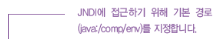 JNDI에 접근하기 위해 기본 경로
(java:/comp/env)를 지정합니다.